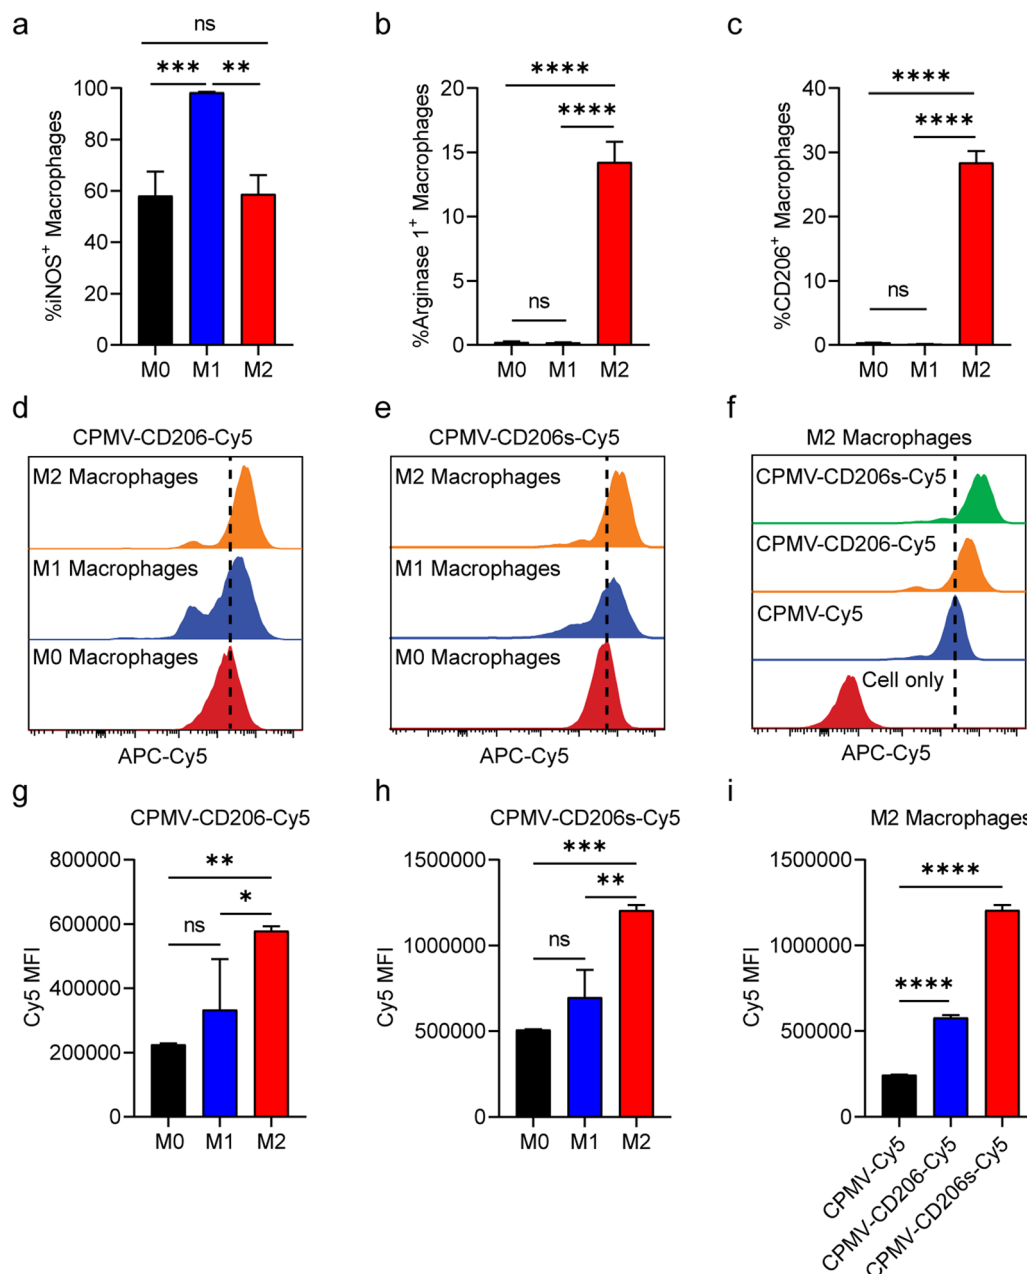 a
ns
*** **
%iNOS+ Macrophages
100
80
60
40
20
0
M0 M1 M2
b
****
****
%Arginase 1+ Macrophages
20
15
10
5
0
ns
M0 M1 M2
c
****
****
%CD206+ Macrophages
40
30
20
10
0
ns
M0 M1 M2
d
CPMV-CD206-Cy5
M2 Macrophages
M1 Macrophages
M0 Macrophages
APC-Cy5
e
CPMV-CD206s-Cy5
M2 Macrophages
M1 Macrophages
M0 Macrophages
APC-Cy5
f
M2 Macrophages
CPMV-CD206s-Cy5
CPMV-CD206-Cy5
CPMV-Cy5
Cell only
APC-Cy5
g
CPMV-CD206-Cy5
Cy5 MFI
800000
600000
400000
200000
0
**
*
ns
M0 M1 M2
h
CPMV-CD206s-Cy5
Cy5 MFI
1500000
1000000
500000
0
***
**
ns
M0 M1 M2
i
M2 Macrophages
Cy5 MFI
1500000
1000000
500000
0
****
****
CPMV-Cy5
CPMV-CD206-Cy5
CPMV-CD206s-Cy5